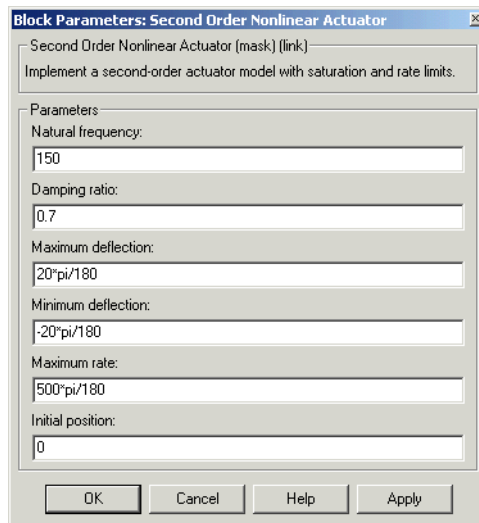 Block Parameters: Second Order Nonlinear Actuator
Second Order Nonlinear Actuator (mask) (link)
Implement a second-order actuator model with saturation and rate limits.
Parameters
Natural frequency:
150
Damping ratio:
0.7
Maximum deflection:
20*pi/180
Minimum deflection:
-20*pi/180
Maximum rate:
500*pi/180
Initial position:
0
OK Cancel Help Apply